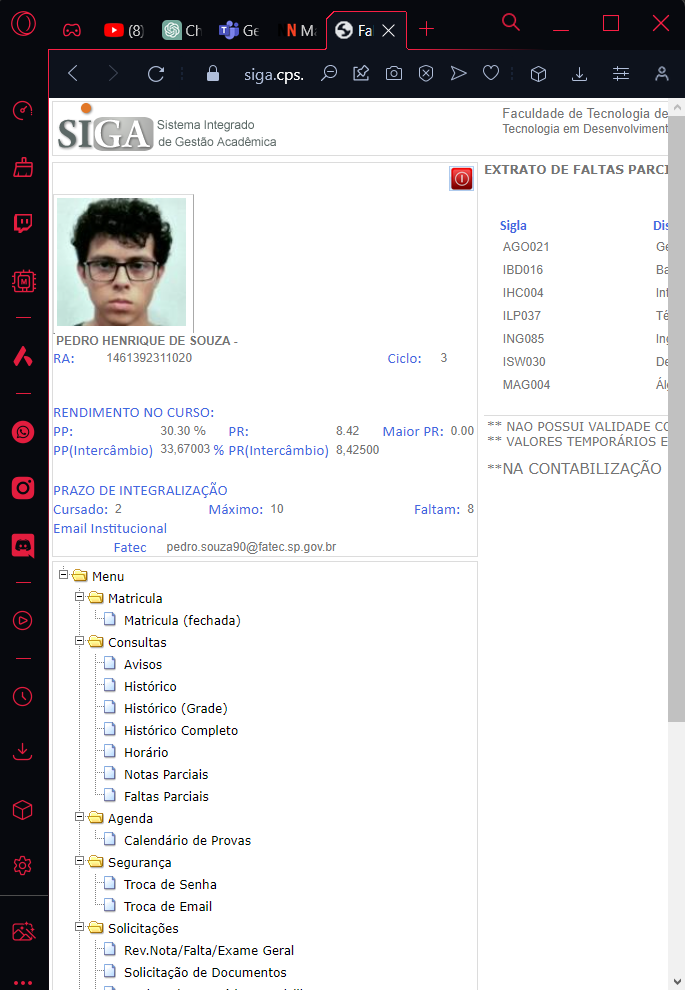 (8)
Ch
Ge
N Ma
Fa
siga.cps.
SIGA Sistema Integrado
de Gestão Acadêmica
Faculdade de Tecnologia de
Tecnologia em Desenvolviment
PEDRO HENRIQUE DE SOUZA -
RA: 1461392311020 Ciclo: 3
RENDIMENTO NO CURSO:
PP: 30.30 % PR: 8.42 Maior PR: 0.00
PP(Intercâmbio) 33,67003 % PR(Intercâmbio) 8,42500
PRAZO DE INTEGRALIZAÇÃO
Cursado: 2 Máximo: 10 Faltam: 8
Email Institucional
Fatec pedro.souza90@fatec.sp.gov.br
Menu
Matricula
Matricula (fechada)
Consultas
Avisos
Histórico
Histórico (Grade)
Histórico Completo
Horário
Notas Parciais
Faltas Parciais
Agenda
Calendário de Provas
Segurança
Troca de Senha
Troca de Email
Solicitações
Rev.Nota/Falta/Exame Geral
Solicitação de Documentos
EXTRATO DE FALTAS PARCI
Sigla Dis
AGO021 Ge
IBD016 Ba
IHC004 Int
ILP037 Té
ING085 Ing
ISW030 De
MAG004 Ál
** NAO POSSUI VALIDADE CO
** VALORES TEMPORÁRIOS E
**NA CONTABILIZAÇÃO